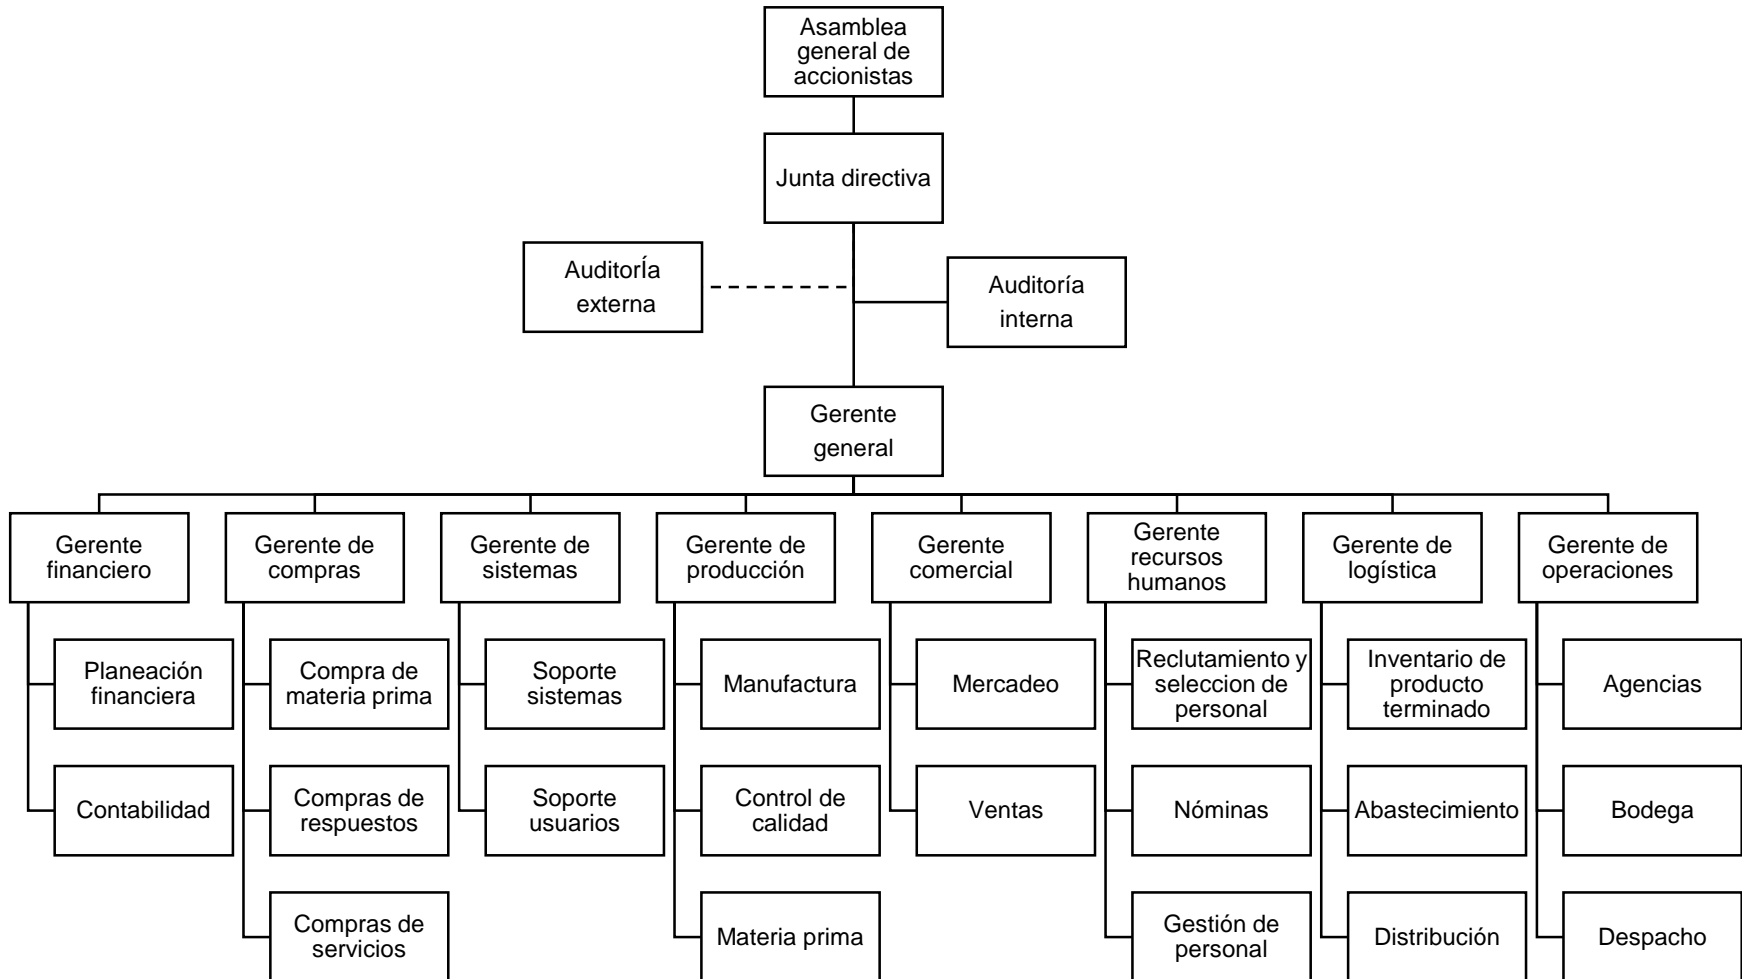 Asamblea
general de
accionistas
Junta directiva
AuditorÍa
externa
Auditoría
interna
Gerente
general
Gerente
financiero
Gerente de
compras
Gerente de
sistemas
Gerente de
producción
Gerente
comercial
Gerente
recursos
humanos
Gerente de
logística
Gerente de
operaciones
Planeación
financiera
Compra de
materia prima
Soporte
sistemas
Manufactura
Mercadeo
Reclutamiento y
seleccion de
personal
Inventario de
producto
terminado
Agencias
Contabilidad
Compras de
respuestos
Soporte
usuarios
Control de
calidad
Ventas
Nóminas
Abastecimiento
Bodega
Compras de
servicios
Materia prima
Gestión de
personal
Distribución
Despacho